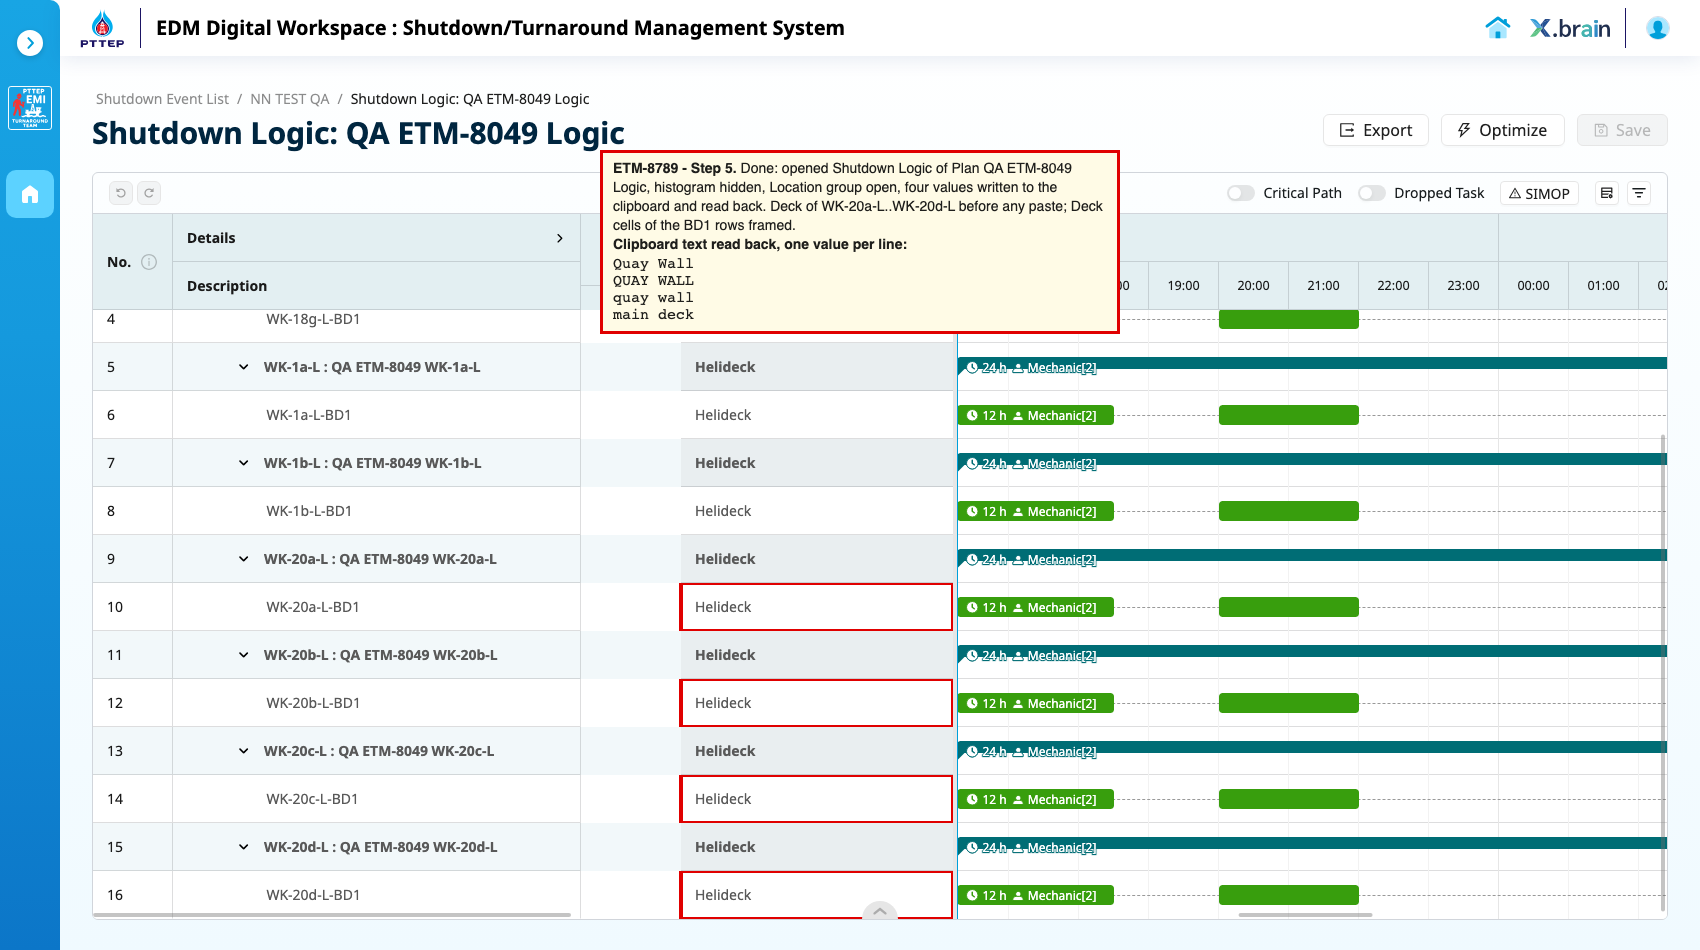 PTTEP
EDM Digital Workspace : Shutdown/Turnaround Management System
X.brain
PTTEP
EMI
TURNAROUND
TEAM
Shutdown Event List / NN TEST QA / Shutdown Logic: QA ETM-8049 Logic
Shutdown Logic: QA ETM-8049 Logic
Export
Optimize
Save
ETM-8789 - Step 5. Done: opened Shutdown Logic of Plan QA ETM-8049
Logic, histogram hidden, Location group open, four values written to the
clipboard and read back. Deck of WK-20a-L..WK-20d-L before any paste; Deck
cells of the BD1 rows framed.
Clipboard text read back, one value per line:
Quay Wall
QUAY WALL
quay wall
main deck
Critical Path
Dropped Task
SIMOP
No.
Details
Description
00 19:00 20:00 21:00 22:00 23:00 00:00 01:00 02
4 WK-18g-L-BD1
5 WK-1a-L : QA ETM-8049 WK-1a-L Helideck 24 h Mechanic[2]
6 WK-1a-L-BD1 Helideck 12 h Mechanic[2]
7 WK-1b-L : QA ETM-8049 WK-1b-L Helideck 24 h Mechanic[2]
8 WK-1b-L-BD1 Helideck 12 h Mechanic[2]
9 WK-20a-L : QA ETM-8049 WK-20a-L Helideck 24 h Mechanic[2]
10 WK-20a-L-BD1 Helideck 12 h Mechanic[2]
11 WK-20b-L : QA ETM-8049 WK-20b-L Helideck 24 h Mechanic[2]
12 WK-20b-L-BD1 Helideck 12 h Mechanic[2]
13 WK-20c-L : QA ETM-8049 WK-20c-L Helideck 24 h Mechanic[2]
14 WK-20c-L-BD1 Helideck 12 h Mechanic[2]
15 WK-20d-L : QA ETM-8049 WK-20d-L Helideck 24 h Mechanic[2]
16 WK-20d-L-BD1 Helideck 12 h Mechanic[2]